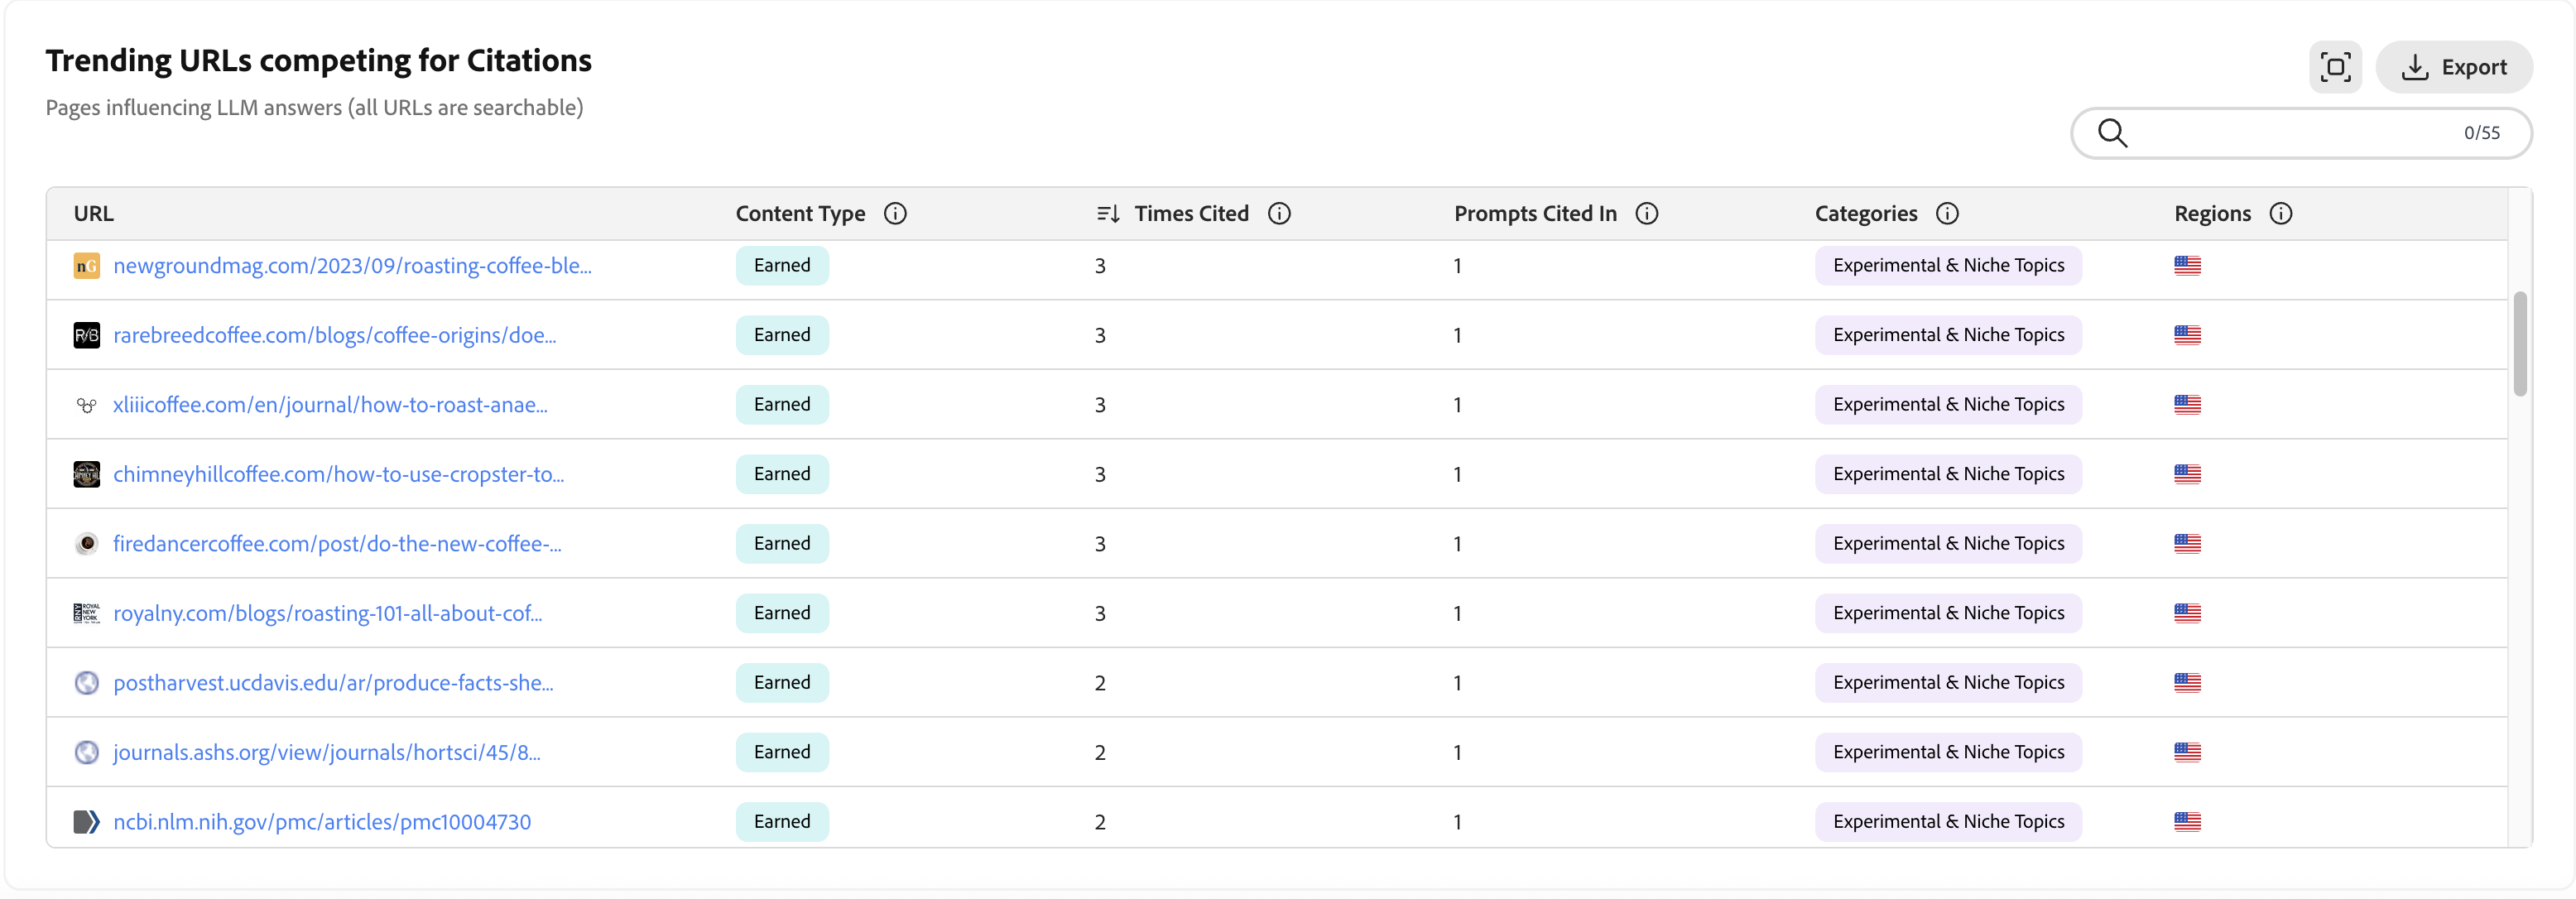 Trending URLs competing for Citations
Export
Pages influencing LLM answers (all URLs are searchable)
0/55
URL Content Type Times Cited Prompts Cited In Categories Regions
nG newgroundmag.com/2023/09/roasting-coffee-ble... Earned 3 1 Experimental & Niche Topics
R/B rarebreedcoffee.com/blogs/coffee-origins/doe... Earned 3 1 Experimental & Niche Topics
xliiicoffee.com/en/journal/how-to-roast-anae... Earned 3 1 Experimental & Niche Topics
chimneyhillcoffee.com/how-to-use-cropster-to... Earned 3 1 Experimental & Niche Topics
firedancercoffee.com/post/do-the-new-coffee-... Earned 3 1 Experimental & Niche Topics
RNY ROYAL NEW YORK royalny.com/blogs/roasting-101-all-about-cof... Earned 3 1 Experimental & Niche Topics
postharvest.ucdavis.edu/ar/produce-facts-she... Earned 2 1 Experimental & Niche Topics
journals.ashs.org/view/journals/hortsci/45/8... Earned 2 1 Experimental & Niche Topics
ncbi.nlm.nih.gov/pmc/articles/pmc10004730 Earned 2 1 Experimental & Niche Topics